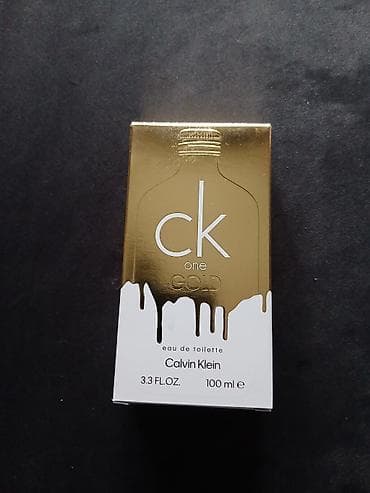 ck
one
GOLD
eau de toilette
Calvin Klein
3.3 FL.OZ. 100 ml ℮